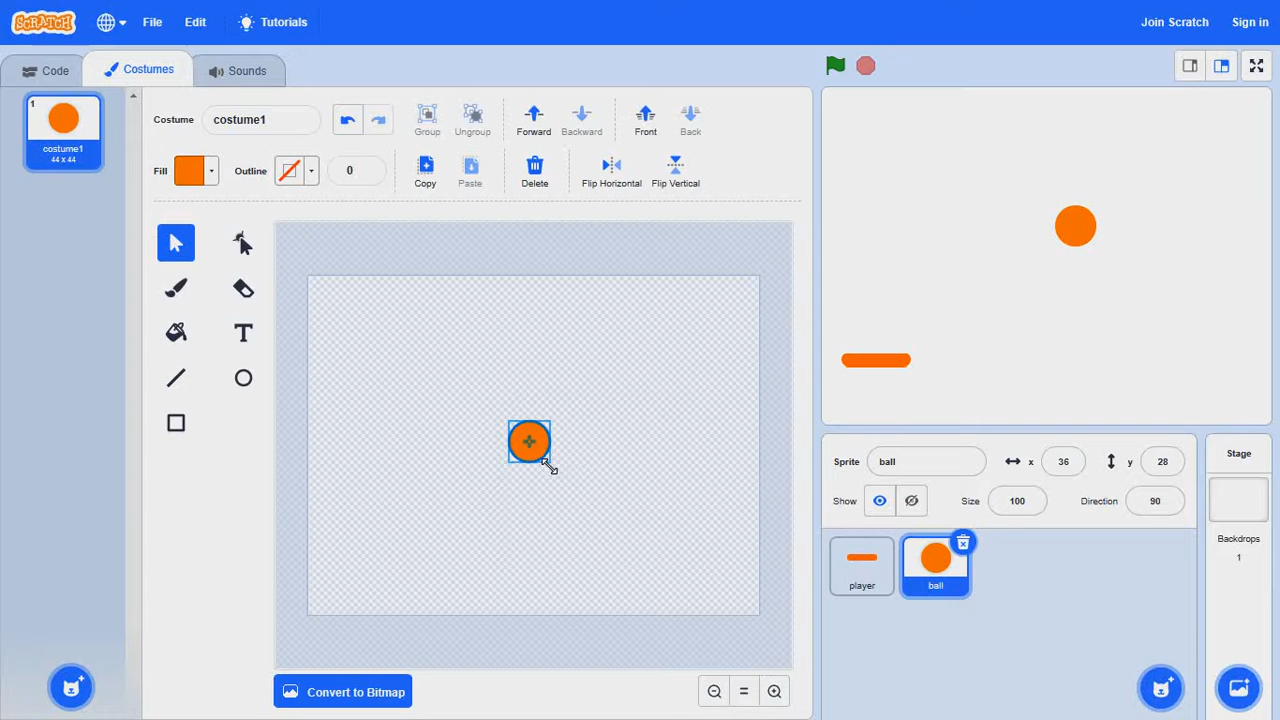 SCRATCH File Edit Tutorials Join Scratch Sign in
Code Costumes Sounds
1
costume1
44 x 44
Costume costume1 Group Ungroup Forward Backward Front Back
Fill Outline 0 Copy Paste Delete Flip Horizontal Flip Vertical
T
Convert to Bitmap
Sprite ball x 36 y 28
Show Size 100 Direction 90
player ball
Stage
Backdrops
1